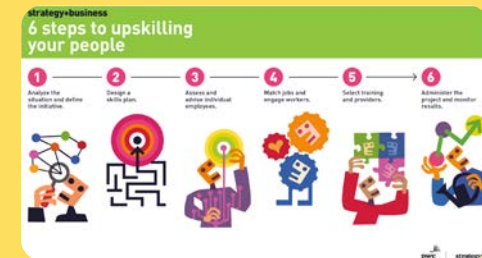 strategy+business
6 steps to upskilling
your people
1
Analyze the
situation and define
the initiative.
2
Design a
skills plan.
3
Assess and
advise individual
employees.
4
Match jobs and
engage workers.
5
Select training
and providers.
6
Administer the
project and monitor
results.
pwc
strategy